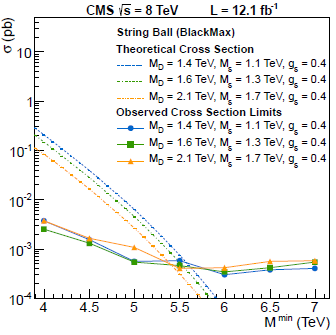 CMS √s = 8 TeV L = 12.1 fb⁻¹
σ (pb)
String Ball (BlackMax)
Theoretical Cross Section
M_D = 1.4 TeV, M_s = 1.1 TeV, g_s = 0.4
M_D = 1.6 TeV, M_s = 1.3 TeV, g_s = 0.4
M_D = 2.1 TeV, M_s = 1.7 TeV, g_s = 0.4
Observed Cross Section Limits
M_D = 1.4 TeV, M_s = 1.1 TeV, g_s = 0.4
M_D = 1.6 TeV, M_s = 1.3 TeV, g_s = 0.4
M_D = 2.1 TeV, M_s = 1.7 TeV, g_s = 0.4
10
1
10⁻¹
10⁻²
10⁻³
10⁻⁴
4 4.5 5 5.5 6 6.5 7
M^min (TeV)